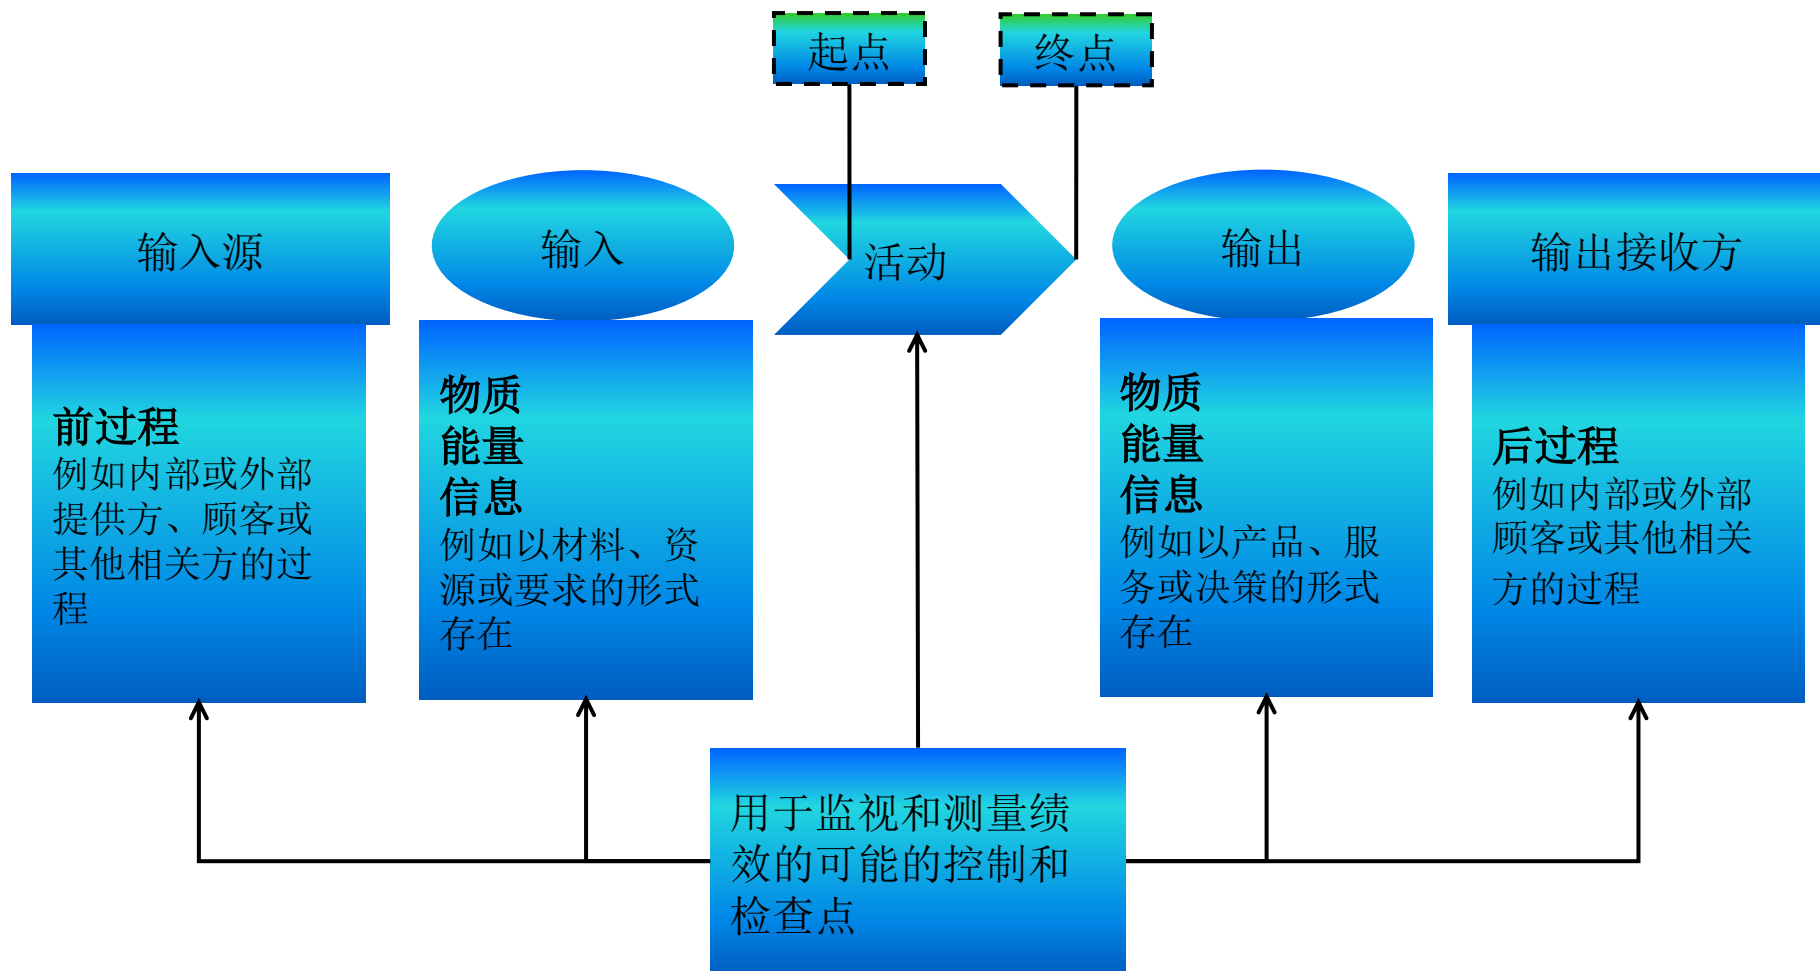 起点
终点
输入源
输入
活动
输出
输出接收方
前过程
例如内部或外部
提供方、顾客或
其他相关方的过
程
物质
能量
信息
例如以材料、资
源或要求的形式
存在
物质
能量
信息
例如以产品、服
务或决策的形式
存在
后过程
例如内部或外部
顾客或其他相关
方的过程
用于监视和测量绩
效的可能的控制和
检查点